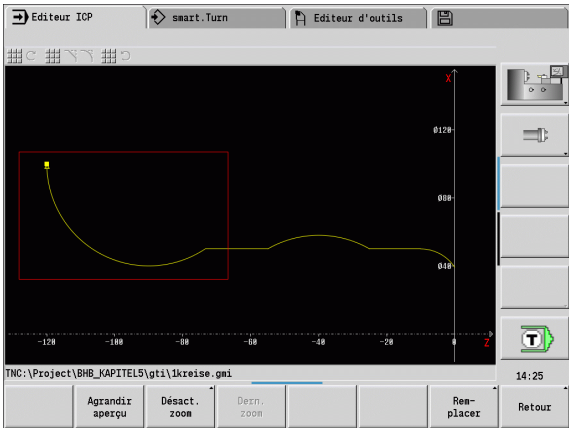 Editeur ICP
smart.Turn
Editeur d'outils
X
Ø120
Ø80
Ø40
-120
-100
-80
-60
-40
-20
0
Z
T
TNC:\Project\BHB_KAPITEL5\gti\1kreise.gmi
14:25
Agrandir
aperçu
Désact.
zoom
Dern.
zoom
Rem-
placer
Retour